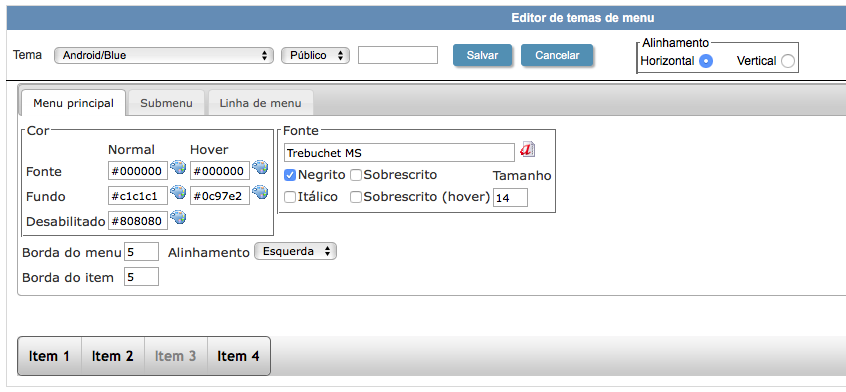 Editor de temas de menu
Tema Android/Blue Público Salvar Cancelar
Alinhamento
Horizontal Vertical
Menu principal Submenu Linha de menu
Cor
Normal Hover
Fonte #000000 #000000
Fundo #c1c1c1 #0c97e2
Desabilitado #808080
Fonte
Trebuchet MS
Negrito Sobrescrito Tamanho
Itálico Sobrescrito (hover) 14
Borda do menu 5 Alinhamento Esquerda
Borda do item 5
Item 1 Item 2 Item 3 Item 4